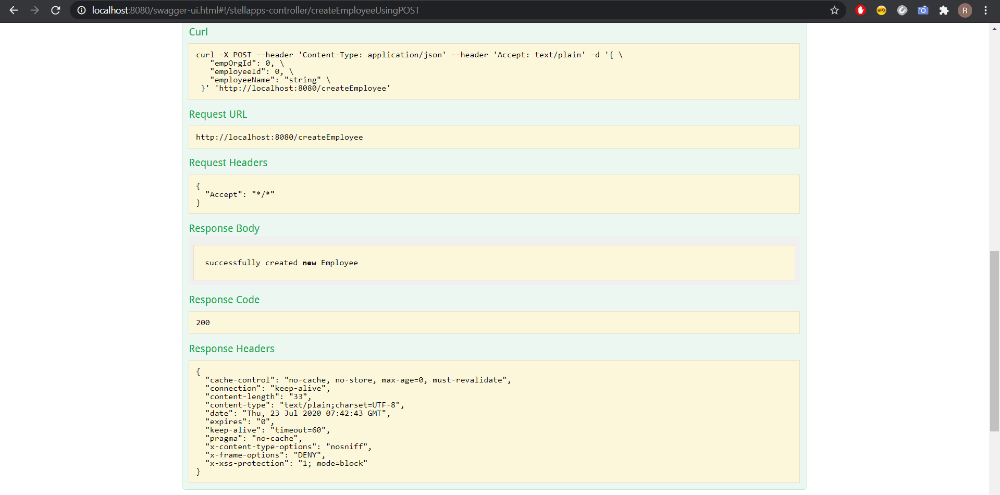 localhost:8080/swagger-ui.html#!/stellapps-controller/createEmployeeUsingPOST
R
Curl
curl -X POST --header 'Content-Type: application/json' --header 'Accept: text/plain' -d '{ \
"empOrgId": 0, \
"employeeId": 0, \
"employeeName": "string" \
}' 'http://localhost:8080/createEmployee'
Request URL
http://localhost:8080/createEmployee
Request Headers
{
"Accept": "*/*"
}
Response Body
successfully created new Employee
Response Code
200
Response Headers
{
"cache-control": "no-cache, no-store, max-age=0, must-revalidate",
"connection": "keep-alive",
"content-length": "33",
"content-type": "text/plain;charset=UTF-8",
"date": "Thu, 23 Jul 2020 07:42:43 GMT",
"expires": "0",
"keep-alive": "timeout=60",
"pragma": "no-cache",
"x-content-type-options": "nosniff",
"x-frame-options": "DENY",
"x-xss-protection": "1; mode=block"
}